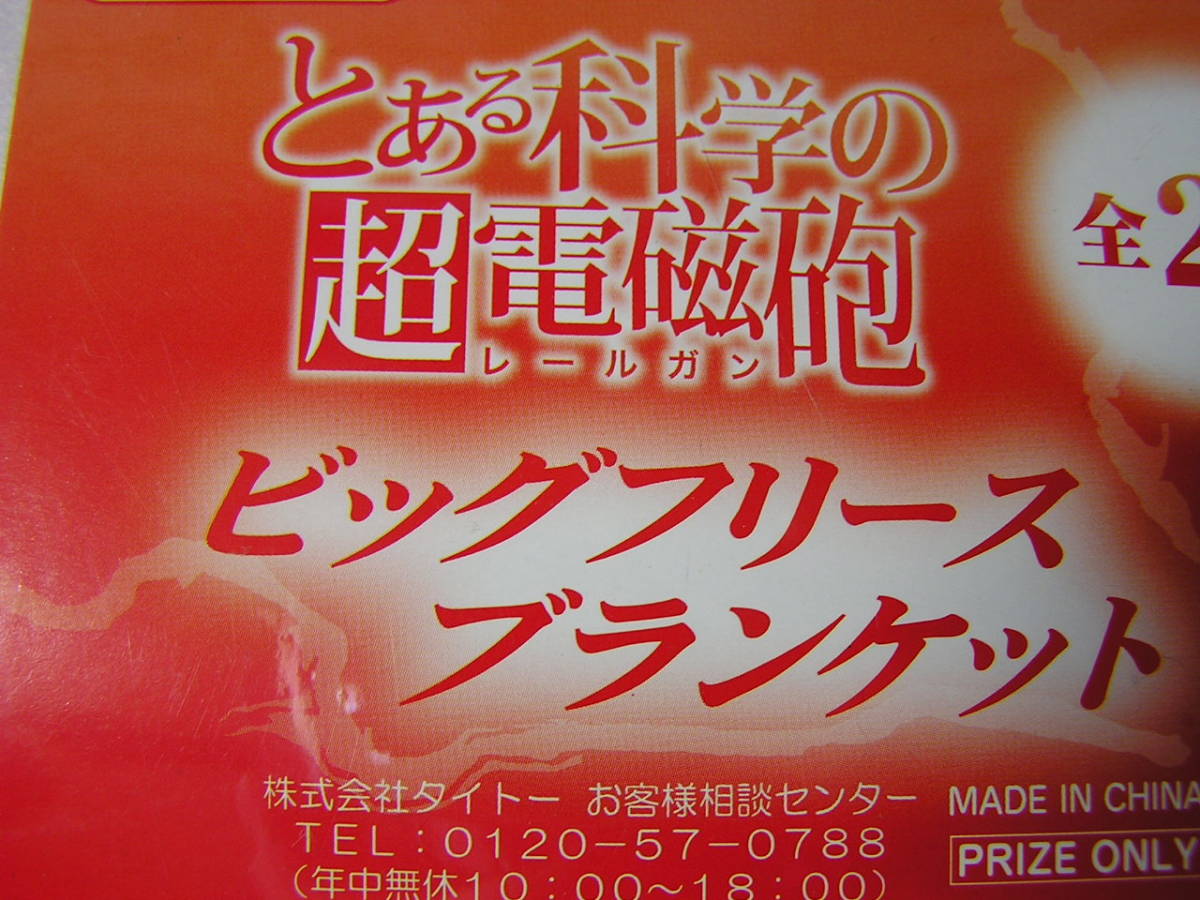 とある科学の
超電磁砲
レールガン
全2
ビッグフリース
ブランケット
株式会社タイトー お客様相談センター
TEL:0120-57-0788
(年中無休10:00~18:00)
MADE IN CHINA
PRIZE ONLY